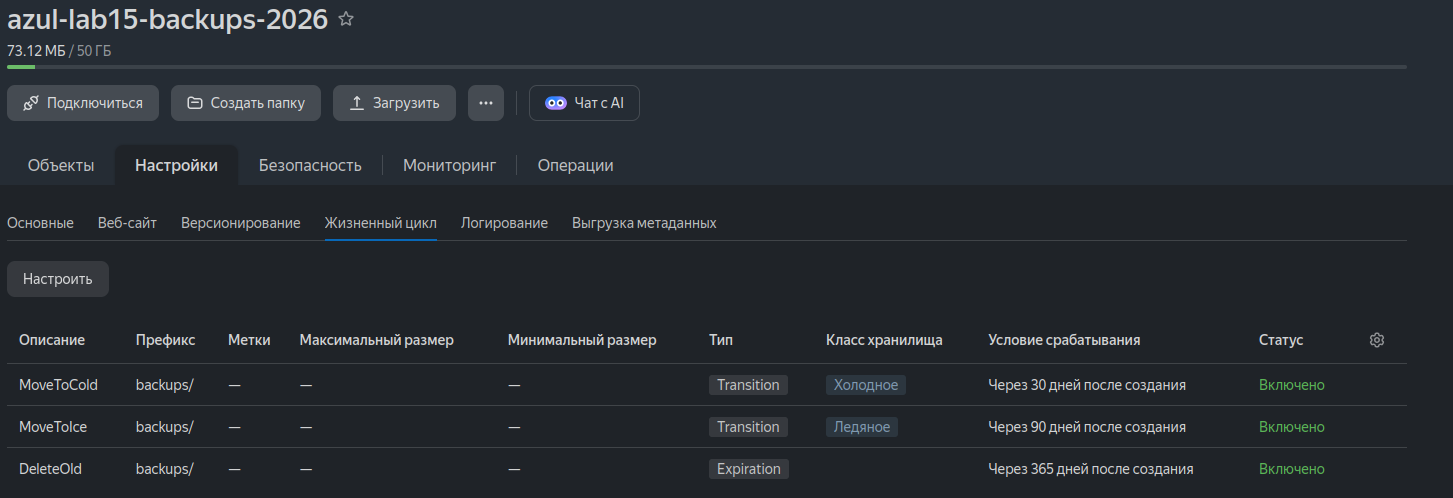 azul-lab15-backups-2026
73.12 МБ / 50 ГБ
Подключиться Создать папку Загрузить ... Чат с AI
Объекты Настройки Безопасность Мониторинг Операции
Основные Веб-сайт Версионирование Жизненный цикл Логирование Выгрузка метаданных
Настроить
Описание Префикс Метки Максимальный размер Минимальный размер Тип Класс хранилища Условие срабатывания Статус
MoveToCold backups/ — — — Transition Холодное Через 30 дней после создания Включено
MoveToIce backups/ — — — Transition Ледяное Через 90 дней после создания Включено
DeleteOld backups/ — — — Expiration Через 365 дней после создания Включено